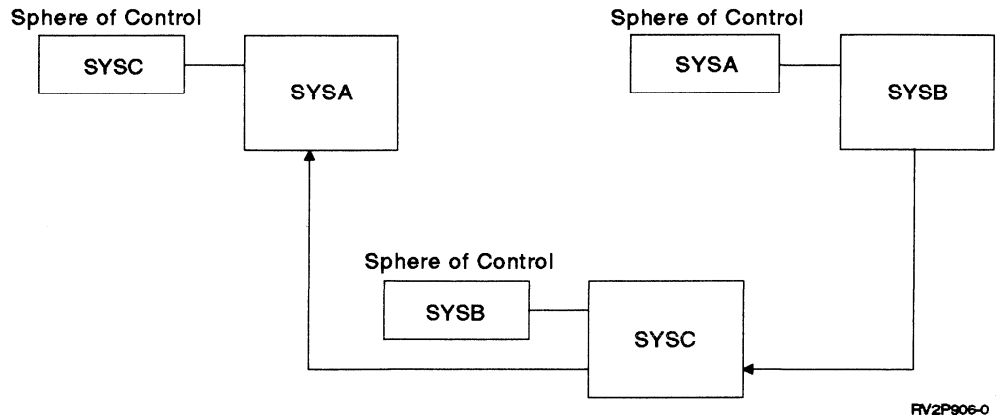 Sphere of Control
SYSC
SYSA
Sphere of Control
SYSA
SYSB
Sphere of Control
SYSB
SYSC
RV2P906-0